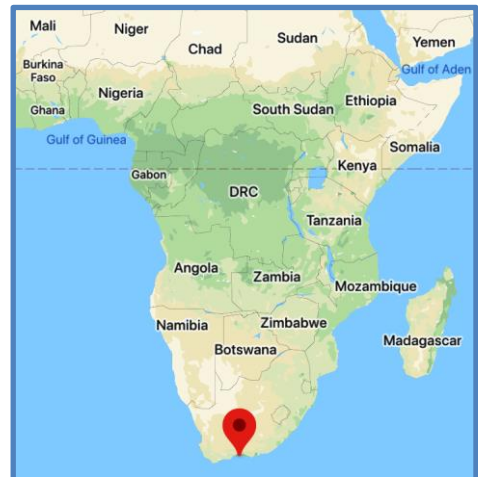 Mali
Niger
Chad
Sudan
Yemen
Burkina
Faso
Gulf of Aden
Nigeria
Ethiopia
Ghana
South Sudan
Gulf of Guinea
Somalia
Kenya
Gabon
DRC
Tanzania
Angola
Zambia
Mozambique
Namibia
Zimbabwe
Madagascar
Botswana